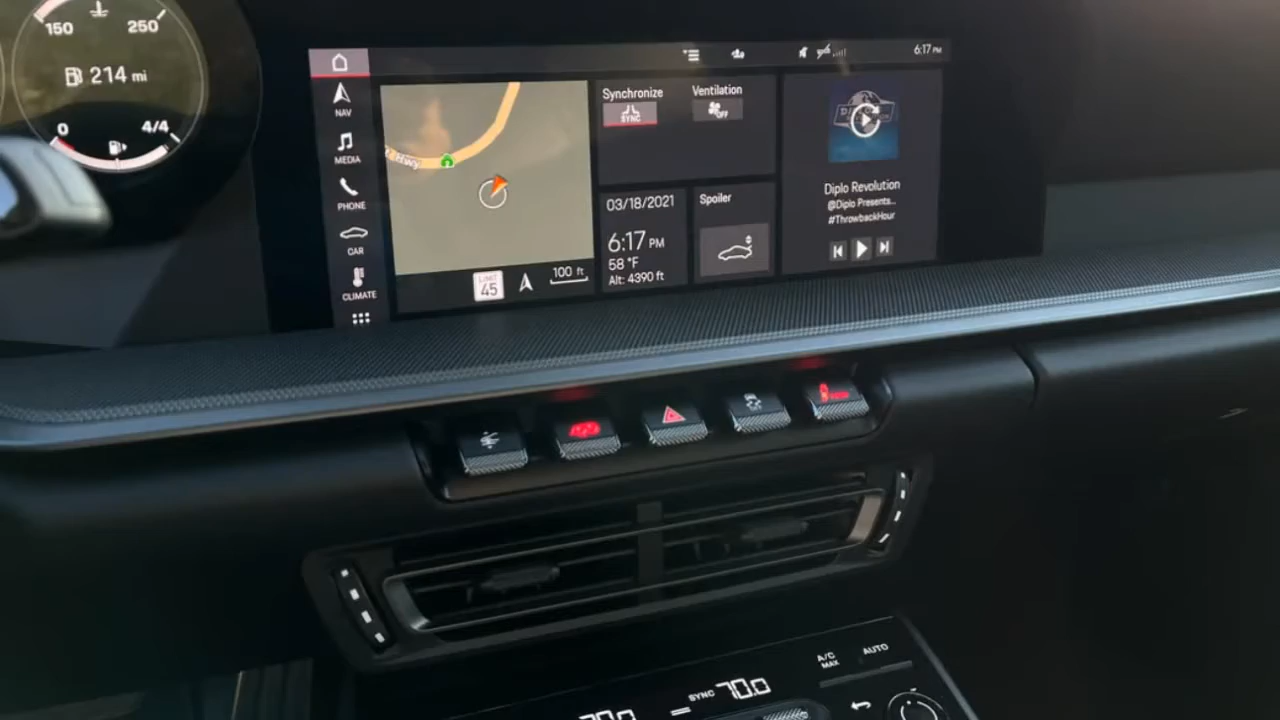 150
250
214 mi
0
4/4
6:17 PM
NAV
MEDIA
PHONE
CAR
CLIMATE
Hwy
LIMIT
45
100 ft
Synchronize
SYNC
Ventilation
OFF
03/18/2021
6:17 PM
58 °F
Alt: 4390 ft
Spoiler
Diplo Revolution
@Diplo Presents...
#ThrowbackHour
A/C
MAX
AUTO
SYNC 70.0